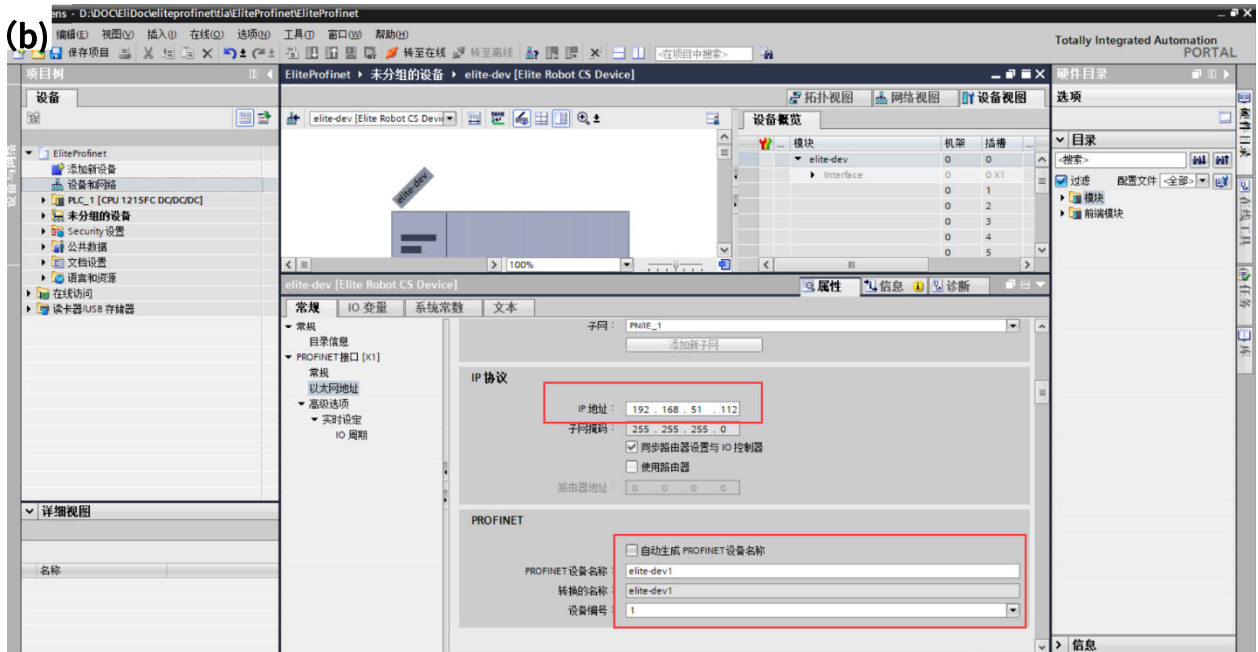 (b)
ens - D:\DOC\EliDoc\eliteprofinet\tia\EliteProfinet\EliteProfinet
编辑(E) 视图(V) 插入(I) 在线(O) 选项(N) 工具(T) 窗口(W) 帮助(H)
Totally Integrated Automation
PORTAL
保存项目 转至在线 转至离线 <在项目中搜索>
项目树
设备
EliteProfinet
添加新设备
设备和网络
PLC_1 [CPU 1215FC DC/DC/DC]
未分组的设备
Security 设置
公共数据
文档设置
语言和资源
在线访问
读卡器/USB 存储器
详细视图
名称
EliteProfinet 未分组的设备 elite-dev [Elite Robot CS Device]
拓扑视图 网络视图 设备视图
elite-dev [Elite Robot CS Devi
elite-dev
100%
设备概览
... 模块 机架 插槽 ...
elite-dev 0 0
Interface 0 0 X1
0 1
0 2
0 3
0 4
0 5
elite-dev [Elite Robot CS Device]
属性 信息 诊断
常规 IO 变量 系统常数 文本
常规
目录信息
PROFINET接口 [X1]
常规
以太网地址
高级选项
实时设定
IO 周期
子网： PN/IE_1
添加新子网
IP 协议
IP 地址： 192 . 168 . 51 . 112
子网掩码： 255 . 255 . 255 . 0
同步路由器设置与 IO 控制器
使用路由器
路由器地址： 0 . 0 . 0 . 0
PROFINET
自动生成 PROFINET 设备名称
PROFINET 设备名称： elite-dev1
转换的名称： elite-dev1
设备编号： 1
硬件目录
选项
目录
<搜索>
过滤 配置文件 <全部>
模块
前端模块
信息
硬件目录
在线工具
任务
库